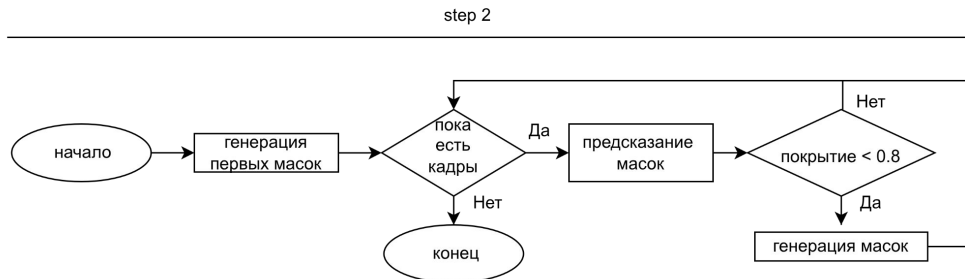 step 2
начало
генерация
первых масок
пока
есть
кадры
Да
Нет
конец
предсказание
масок
покрытие < 0.8
Нет
Да
генерация масок